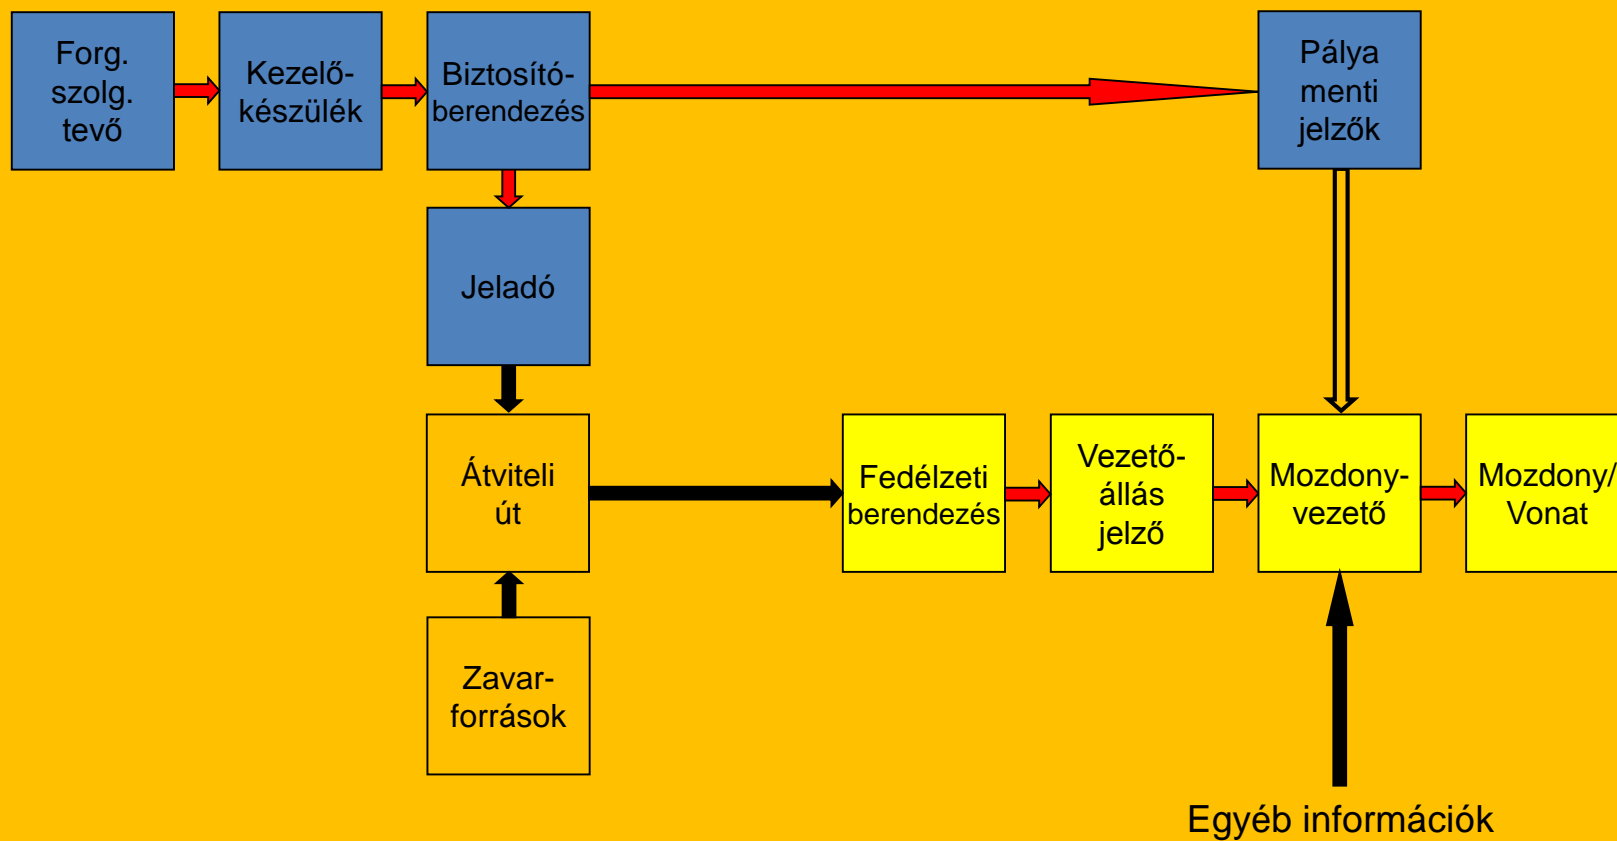 Forg.
szolg.
tevő
Kezelő-
készülék
Biztosító-
berendezés
Pálya
menti
jelzők
Jeladó
Átviteli
út
Fedélzeti
berendezés
Vezető-
állás
jelző
Mozdony-
vezető
Mozdony/
Vonat
Zavar-
források
Egyéb információk